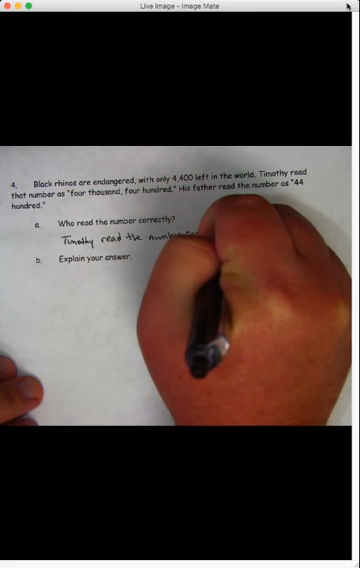 Live Image - Image Mate
4. Black rhinos are endangered, with only 4,400 left in the world. Timothy read
that number as "four thousand, four hundred." His father read the number as "44
hundred."
a. Who read the number correctly?
Timothy read the
b. Explain your answer.